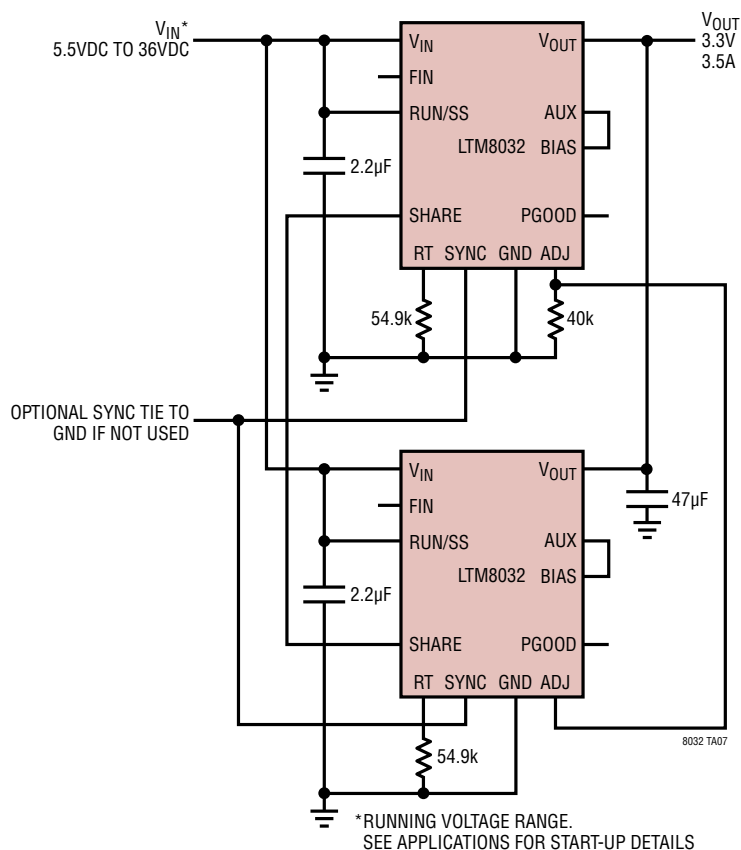 VIN*
5.5VDC TO 36VDC
VOUT
3.3V
3.5A
VIN
VOUT
FIN
RUN/SS
AUX
LTM8032
BIAS
2.2µF
SHARE
PGOOD
RT
SYNC
GND
ADJ
54.9k
40k
OPTIONAL SYNC TIE TO
GND IF NOT USED
VIN
VOUT
FIN
47µF
RUN/SS
AUX
LTM8032
BIAS
2.2µF
SHARE
PGOOD
RT
SYNC
GND
ADJ
8032 TA07
54.9k
*RUNNING VOLTAGE RANGE.
SEE APPLICATIONS FOR START-UP DETAILS